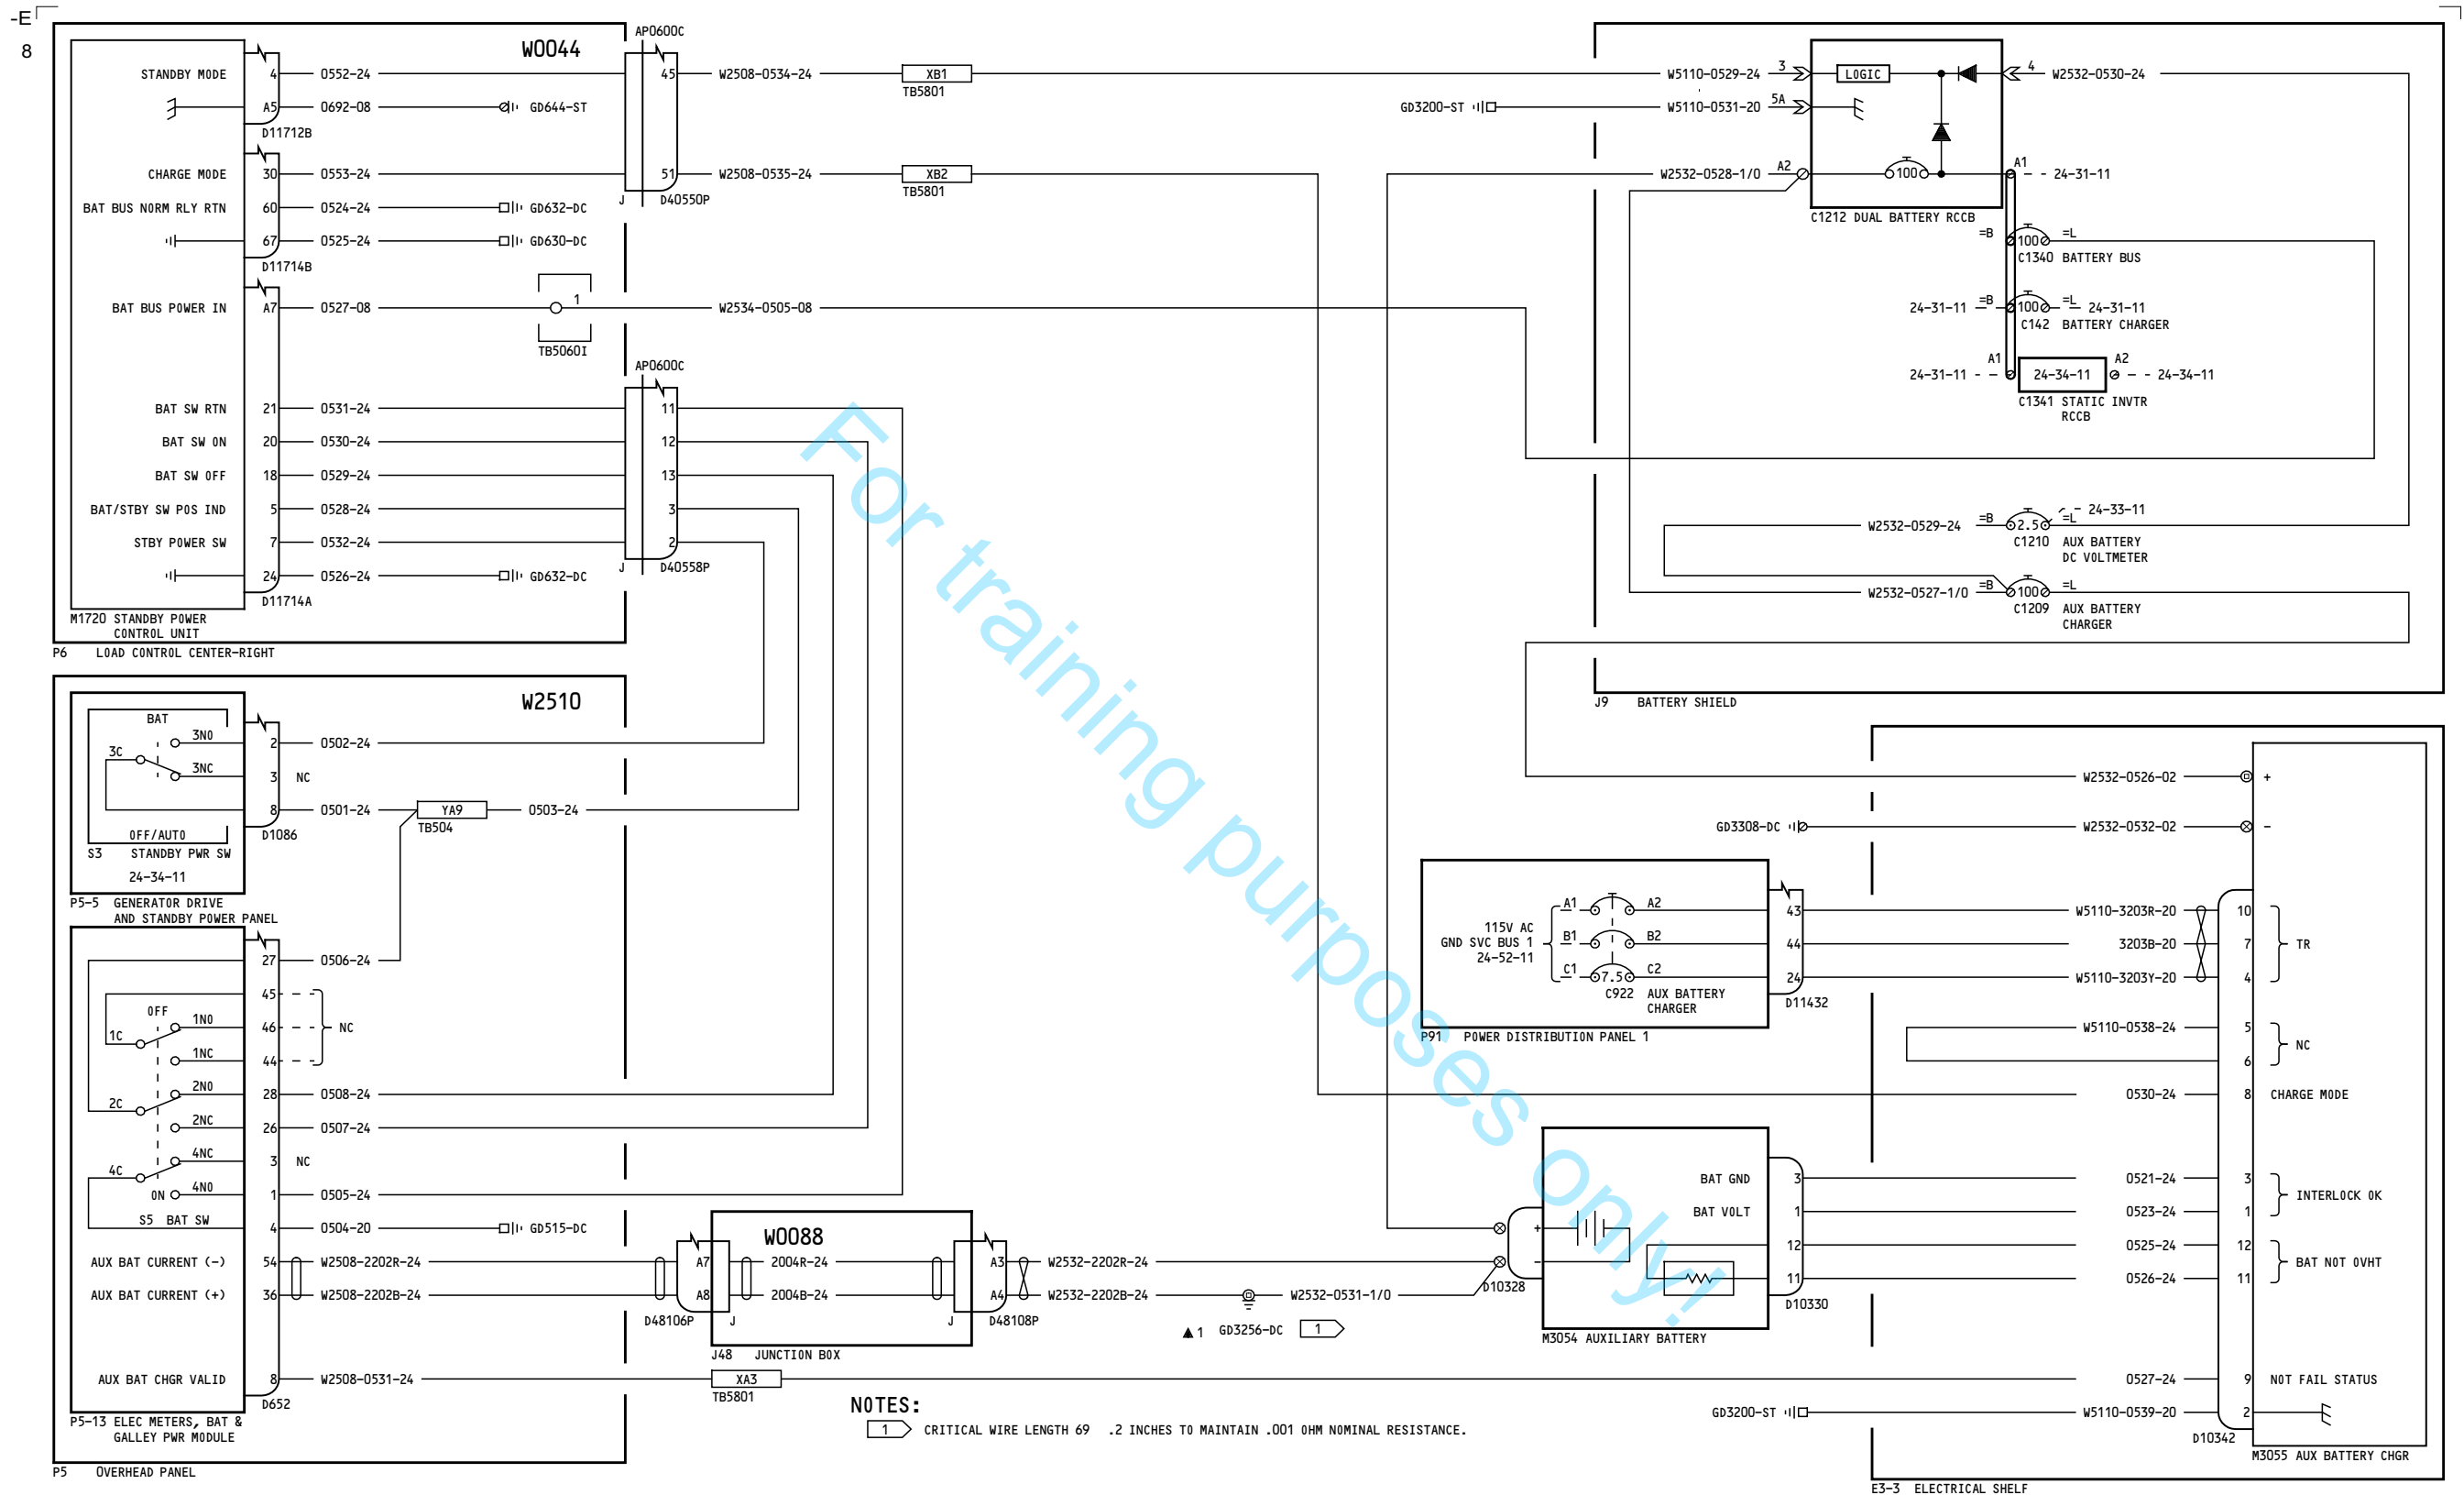 -E
8
W0044
STANDBY MODE 4 0552-24
A5 0692-08 GD644-ST
D11712B
CHARGE MODE 30 0553-24
BAT BUS NORM RLY RTN 60 0524-24 GD632-DC
67 0525-24 GD630-DC
D11714B
BAT BUS POWER IN A7 0527-08 1 W2534-0505-08
TB5060I
BAT SW RTN 21 0531-24
BAT SW ON 20 0530-24
BAT SW OFF 18 0529-24
BAT/STBY SW POS IND 5 0528-24
STBY POWER SW 7 0532-24
24 0526-24 GD632-DC
D11714A
M1720 STANDBY POWER
CONTROL UNIT
P6 LOAD CONTROL CENTER-RIGHT
AP0600C
45 W2508-0534-24 XB1
TB5801
51 W2508-0535-24 XB2
TB5801
J D40550P
AP0600C
11
12
13
3
2
J D40558P
W5110-0529-24 3 LOGIC 4 W2532-0530-24
GD3200-ST W5110-0531-20 5A
W2532-0528-1/0 A2 100 A1 24-31-11
C1212 DUAL BATTERY RCCB
=B 100 =L
C1340 BATTERY BUS
24-31-11 =B 100 =L 24-31-11
C142 BATTERY CHARGER
A1 A2
24-31-11 24-34-11 24-34-11
C1341 STATIC INVTR
RCCB
24-33-11
W2532-0529-24 =B 2.5 =L
C1210 AUX BATTERY
DC VOLTMETER
W2532-0527-1/0 =B 100 =L
C1209 AUX BATTERY
CHARGER
J9 BATTERY SHIELD
W2510
BAT
3NO 2 0502-24
3C
3NC 3 NC
8 0501-24 YA9 0503-24
TB504
OFF/AUTO D1086
S3 STANDBY PWR SW
24-34-11
P5-5 GENERATOR DRIVE
AND STANDBY POWER PANEL
27 0506-24
45
OFF
1NO 46 NC
1C
1NC 44
2NO 28 0508-24
2C
2NC 26 0507-24
4NC 3 NC
4C
ON 4NO 1 0505-24
S5 BAT SW 4 0504-20 GD515-DC
AUX BAT CURRENT (-) 54 W2508-2202R-24 A7
AUX BAT CURRENT (+) 36 W2508-2202B-24 A8
AUX BAT CHGR VALID 8 W2508-0531-24 XA3
TB5801
D652
P5-13 ELEC METERS, BAT &
GALLEY PWR MODULE
P5 OVERHEAD PANEL
W0088
2004R-24 A3 W2532-2202R-24
2004B-24 A4 W2532-2202B-24 W2532-0531-1/0
D48106P J J D48108P
J48 JUNCTION BOX
1 GD3256-DC 1
NOTES:
1 CRITICAL WIRE LENGTH 69 .2 INCHES TO MAINTAIN .001 OHM NOMINAL RESISTANCE.
115V AC
GND SVC BUS 1
24-52-11
A1 A2 43
B1 B2 44
C1 7.5 C2 24
C922 AUX BATTERY
CHARGER
D11432
P91 POWER DISTRIBUTION PANEL 1
+
-
D10328
BAT GND 3
BAT VOLT 1
12
11
D10330
M3054 AUXILIARY BATTERY
W2532-0526-02 +
GD3308-DC W2532-0532-02 -
W5110-3203R-20 10
3203B-20 7 TR
W5110-3203Y-20 4
W5110-0538-24 5
NC
6
0530-24 8 CHARGE MODE
0521-24 3
INTERLOCK OK
0523-24 1
0525-24 12
BAT NOT OVHT
0526-24 11
0527-24 9 NOT FAIL STATUS
GD3200-ST W5110-0539-20 2
D10342
M3055 AUX BATTERY CHGR
E3-3 ELECTRICAL SHELF
For training purposes only!